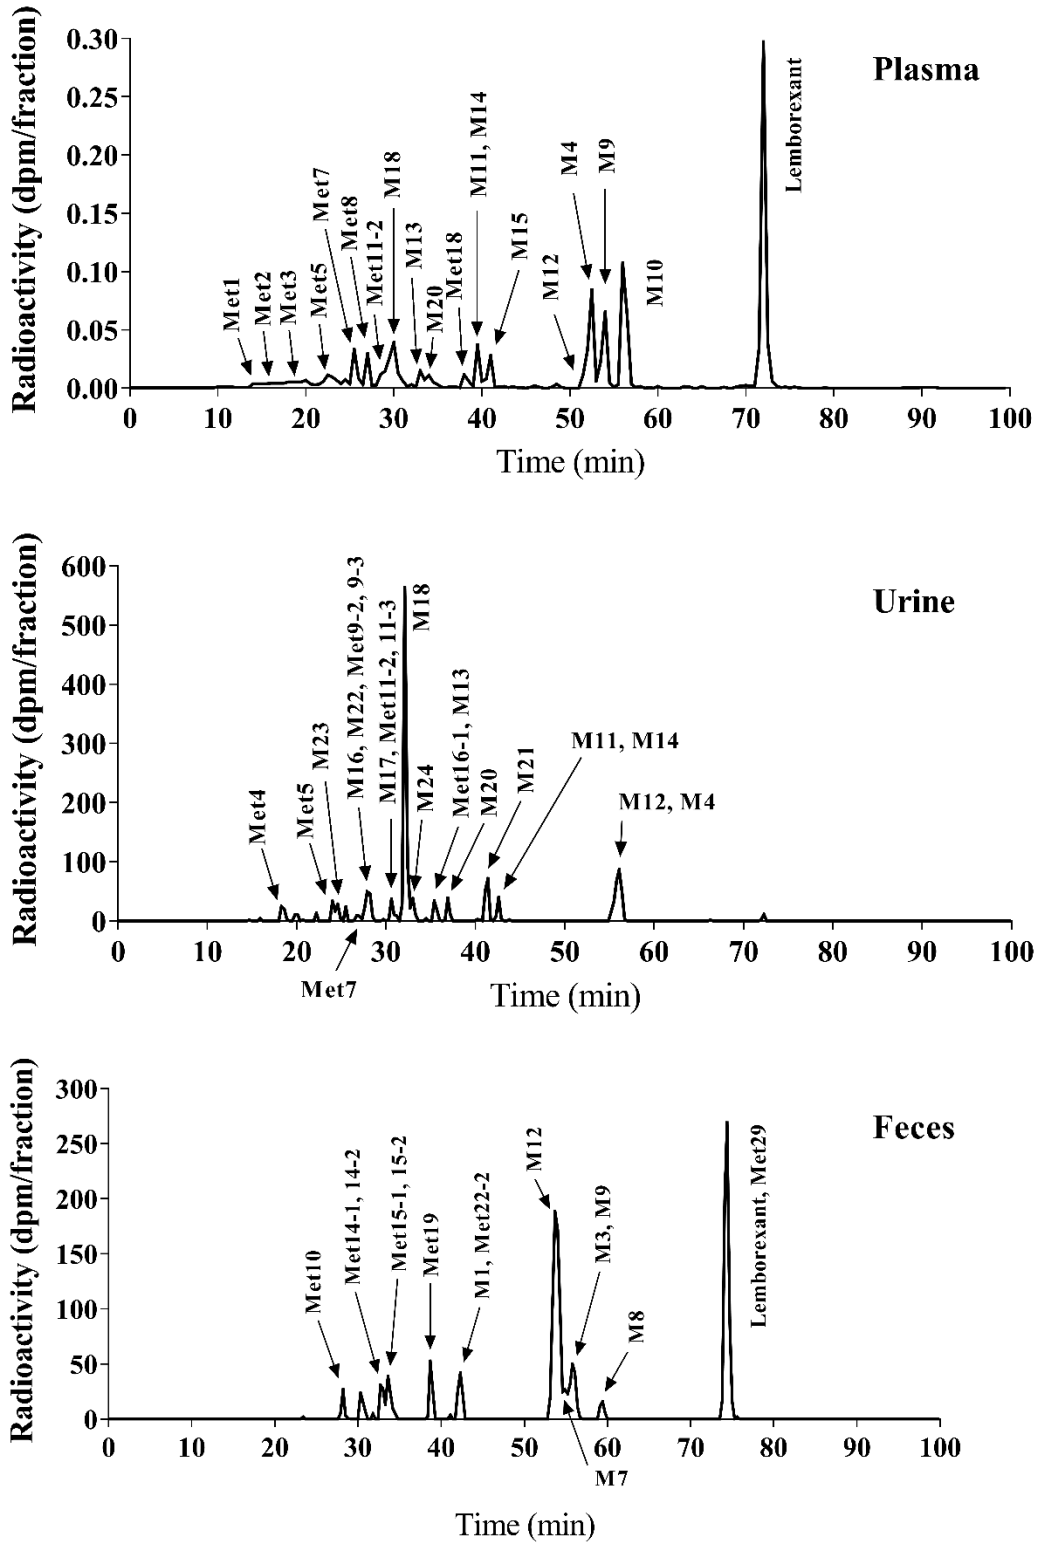 Plasma
Radioactivity (dpm/fraction)
0.30
0.25
0.20
0.15
0.10
0.05
0.00
Met1
Met2
Met3
Met5
Met7
Met8
Met11-2
M18
M13
M20
Met18
M11, M14
M15
M12
M4
M9
M10
Lemborexant
0 10 20 30 40 50 60 70 80 90 100
Time (min)
Urine
Radioactivity (dpm/fraction)
600
500
400
300
200
100
0
Met4
Met5
M23
Met7
M16, M22, Met9-2, 9-3
M17, Met11-2, 11-3
M18
M24
Met16-1, M13
M20
M21
M11, M14
M12, M4
0 10 20 30 40 50 60 70 80 90 100
Time (min)
Feces
Radioactivity (dpm/fraction)
300
250
200
150
100
50
0
Met10
Met14-1, 14-2
Met15-1, 15-2
Met19
M1, Met22-2
M12
M7
M3, M9
M8
Lemborexant, Met29
0 10 20 30 40 50 60 70 80 90 100
Time (min)